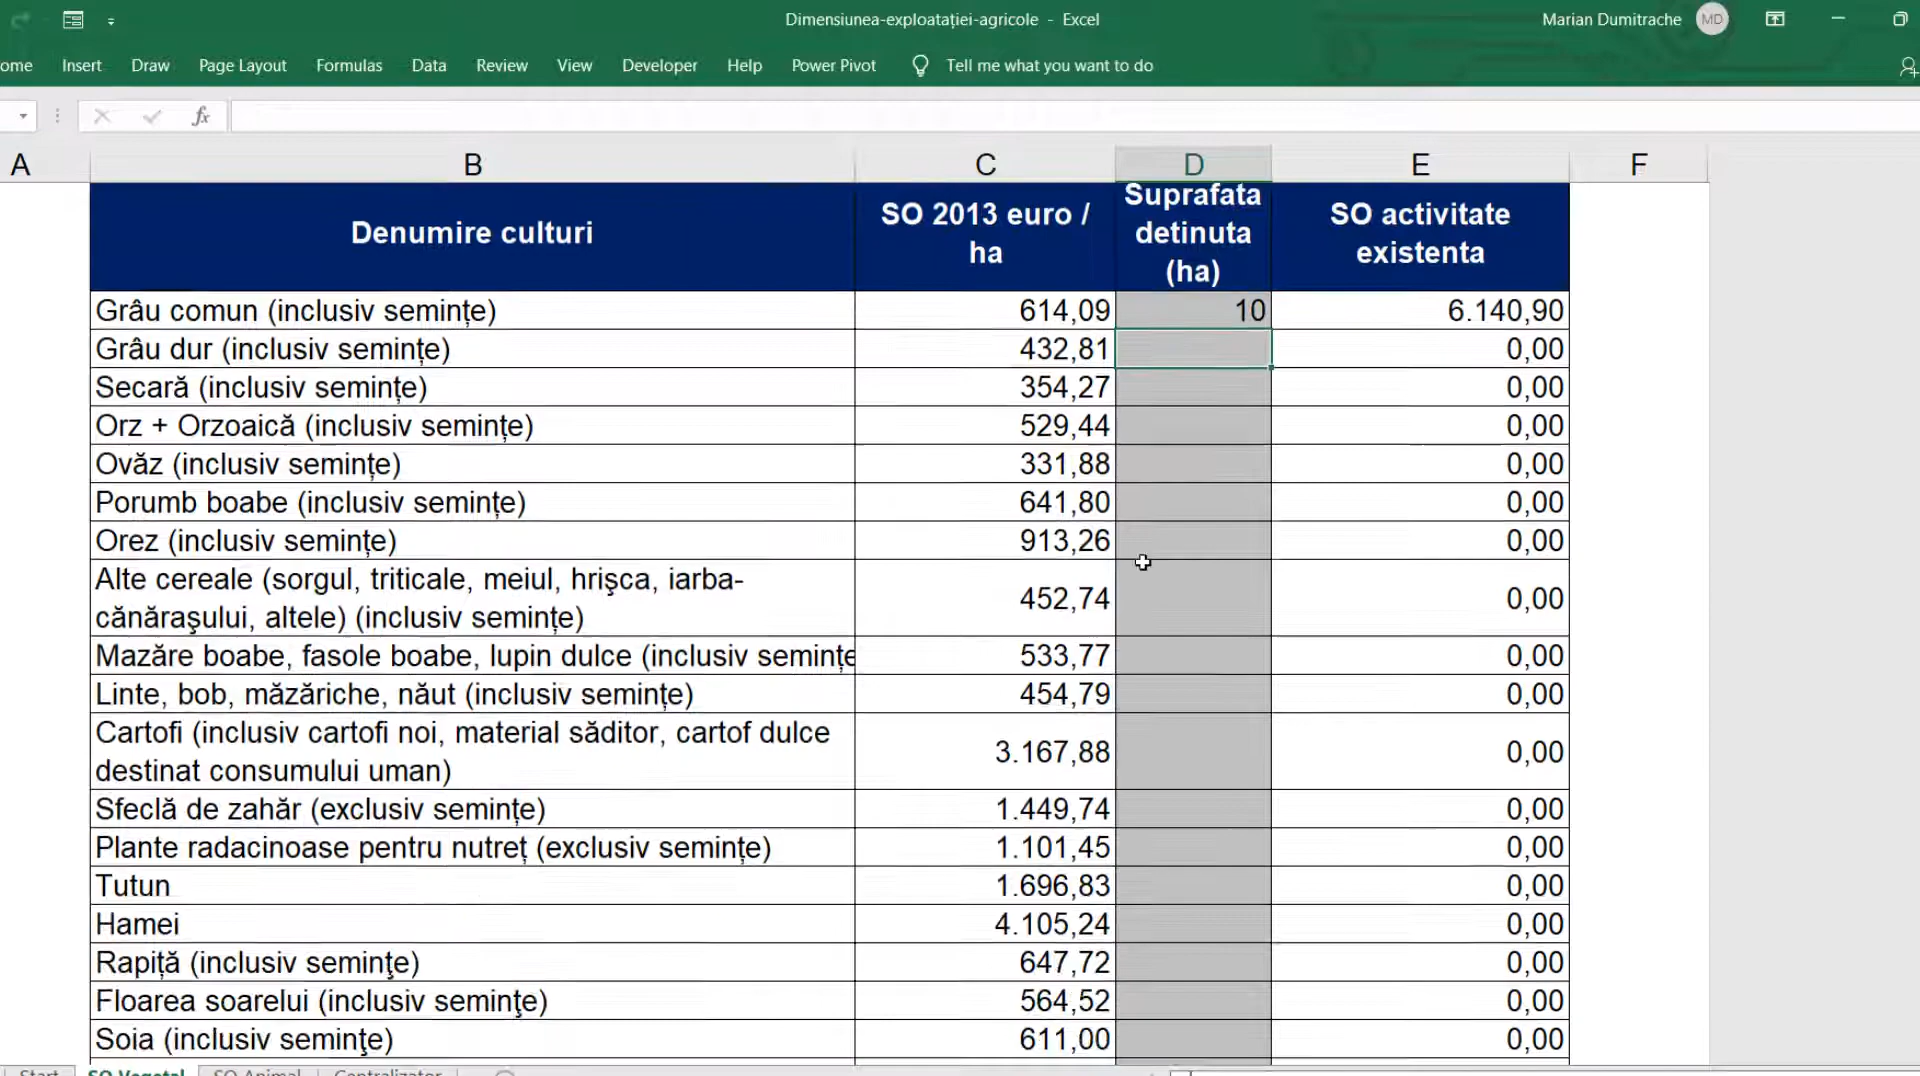 Dimensiunea-exploatației-agricole - Excel
Marian Dumitrache MD
ome Insert Draw Page Layout Formulas Data Review View Developer Help Power Pivot Tell me what you want to do
fx
A B C D E F
Denumire culturi SO 2013 euro / ha Suprafata detinuta (ha) SO activitate existenta
Grâu comun (inclusiv semințe) 614,09 10 6.140,90
Grâu dur (inclusiv semințe) 432,81 0,00
Secară (inclusiv semințe) 354,27 0,00
Orz + Orzoaică (inclusiv semințe) 529,44 0,00
Ovăz (inclusiv semințe) 331,88 0,00
Porumb boabe (inclusiv semințe) 641,80 0,00
Orez (inclusiv semințe) 913,26 0,00
Alte cereale (sorgul, triticale, meiul, hrişca, iarba-
cănăraşului, altele) (inclusiv semințe) 452,74 0,00
Mazăre boabe, fasole boabe, lupin dulce (inclusiv seminţe 533,77 0,00
Linte, bob, măzăriche, năut (inclusiv semințe) 454,79 0,00
Cartofi (inclusiv cartofi noi, material săditor, cartof dulce
destinat consumului uman) 3.167,88 0,00
Sfeclă de zahăr (exclusiv semințe) 1.449,74 0,00
Plante radacinoase pentru nutreț (exclusiv semințe) 1.101,45 0,00
Tutun 1.696,83 0,00
Hamei 4.105,24 0,00
Rapiță (inclusiv seminţe) 647,72 0,00
Floarea soarelui (inclusiv seminţe) 564,52 0,00
Soia (inclusiv seminţe) 611,00 0,00
Start SO Vegetal SO Animal Centralizator